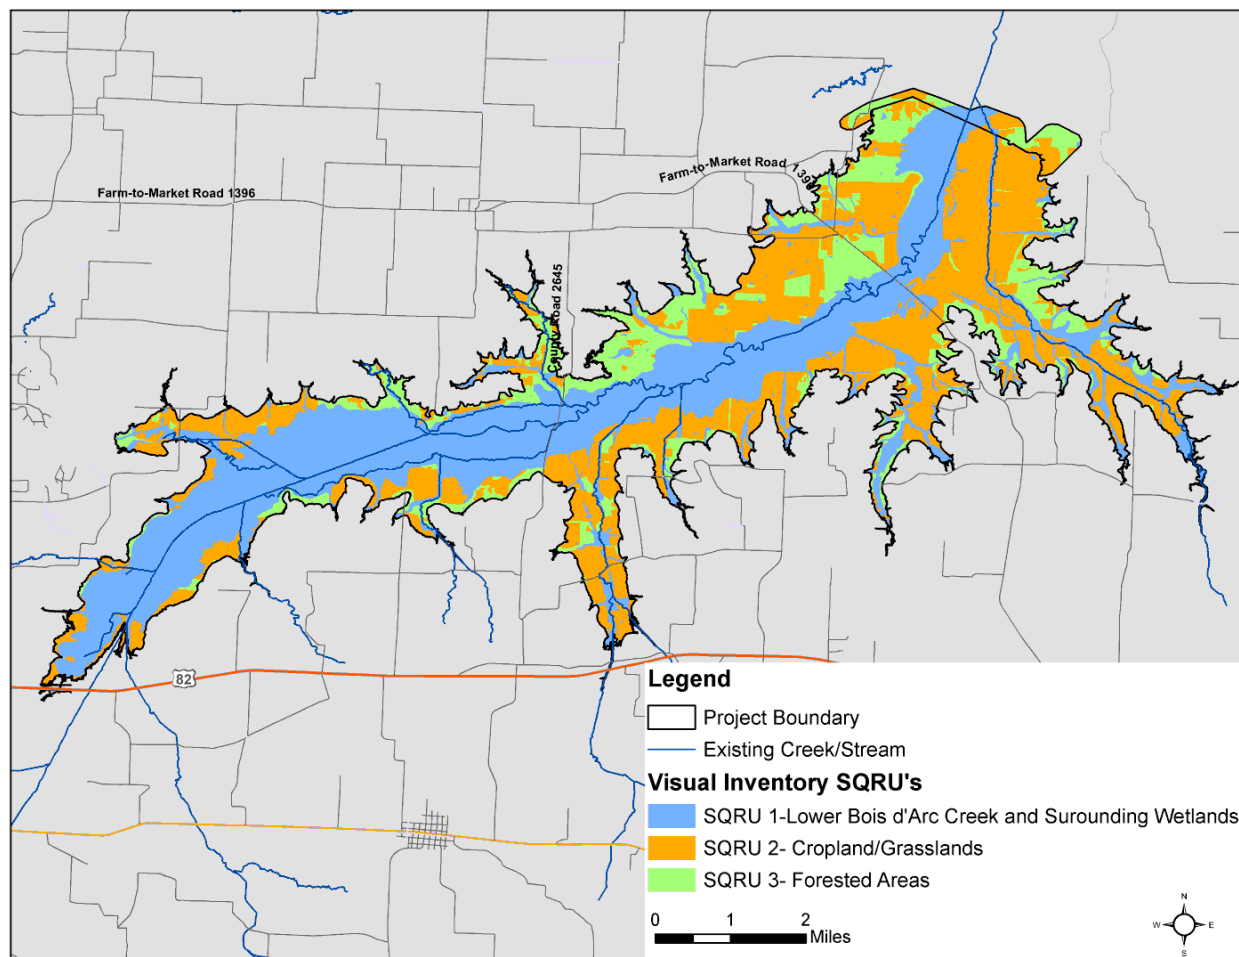 Farm-to-Market Road 1396
Farm-to-Market Road 1396
County Road 2645
82
Legend
Project Boundary
Existing Creek/Stream
Visual Inventory SQRU's
SQRU 1-Lower Bois d'Arc Creek and Surounding Wetlands
SQRU 2- Cropland/Grasslands
SQRU 3- Forested Areas
0 1 2
Miles
N
W E
S